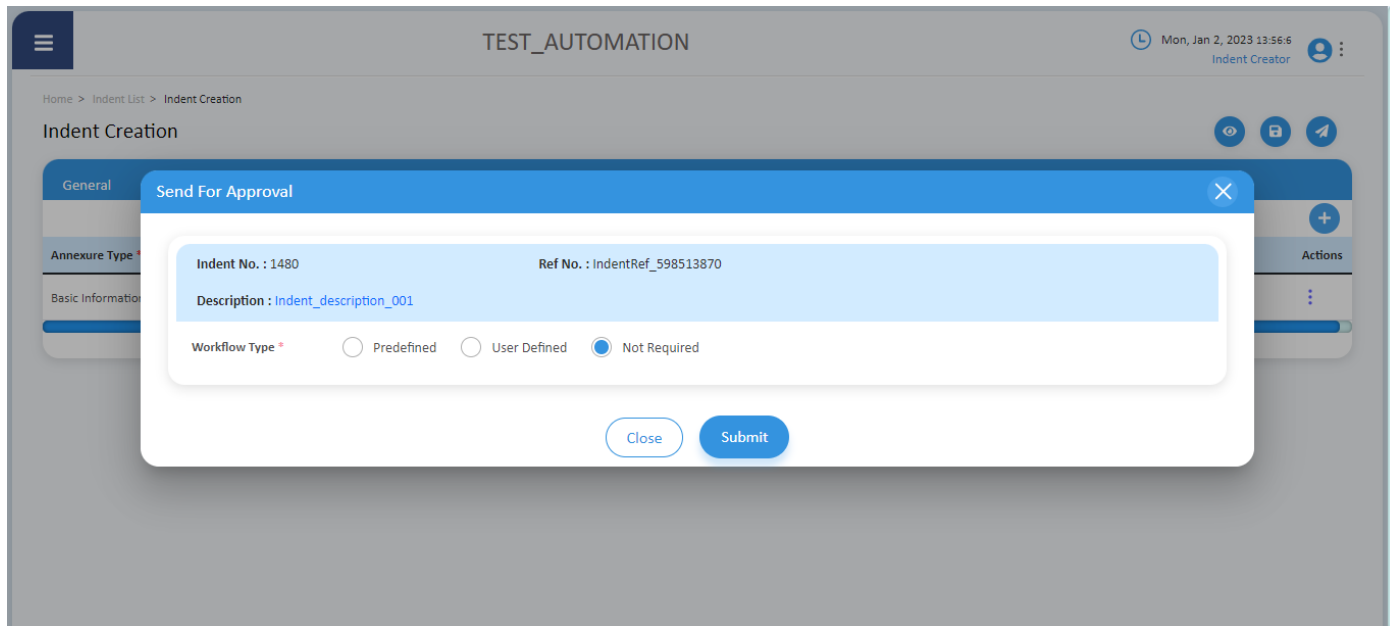 TEST_AUTOMATION
Mon, Jan 2, 2023 13:56:6
Indent Creator
Home > Indent List > Indent Creation
Indent Creation
General
Send For Approval
Annexure Type *
Actions
Indent No. : 1480 Ref No. : IndentRef_598513870
Basic Informatio
Description : Indent_description_001
Workflow Type * Predefined User Defined Not Required
Close Submit